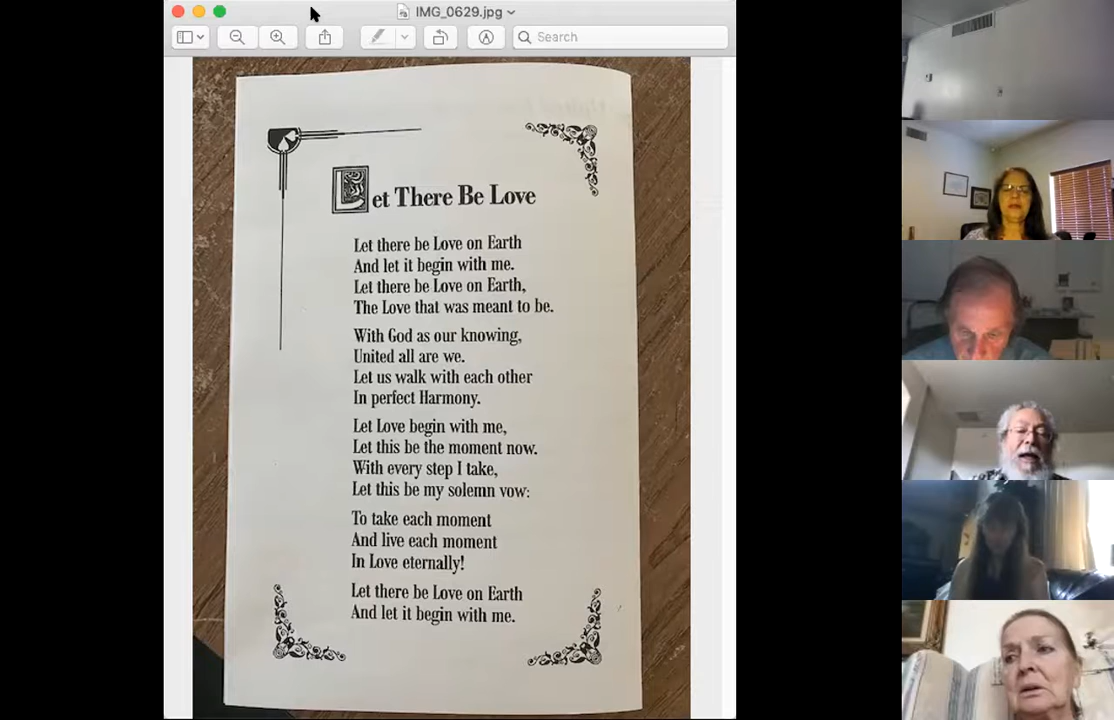 IMG_0629.jpg
Search
Let There Be Love
Let there be Love on Earth
And let it begin with me.
Let there be Love on Earth,
The Love that was meant to be.
With God as our knowing,
United all are we.
Let us walk with each other
In perfect Harmony.
Let Love begin with me,
Let this be the moment now.
With every step I take,
Let this be my solemn vow:
To take each moment
And live each moment
In Love eternally!
Let there be Love on Earth
And let it begin with me.